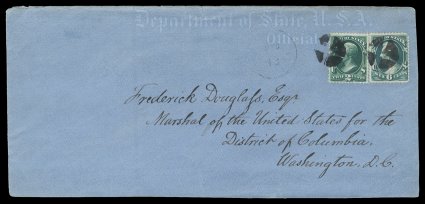 Department of State, U.S.A.
Official
Frederick Douglass, Esqr
Marshal of the United States for the
District of Columbia.
Washington, D.C.